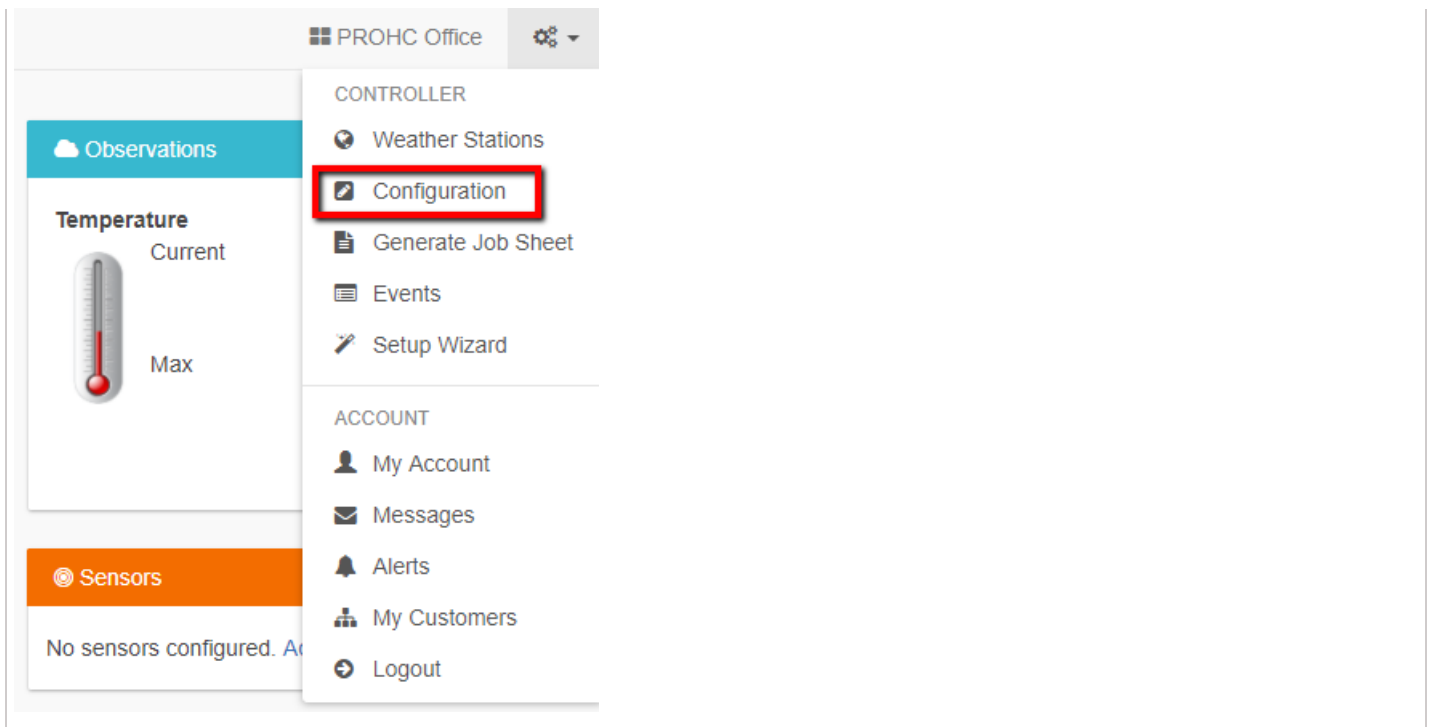 PROHC Office
CONTROLLER
Weather Stations
Configuration
Generate Job Sheet
Events
Setup Wizard
ACCOUNT
My Account
Messages
Alerts
My Customers
Logout
Observations
Temperature
Current
Max
Sensors
No sensors configured.